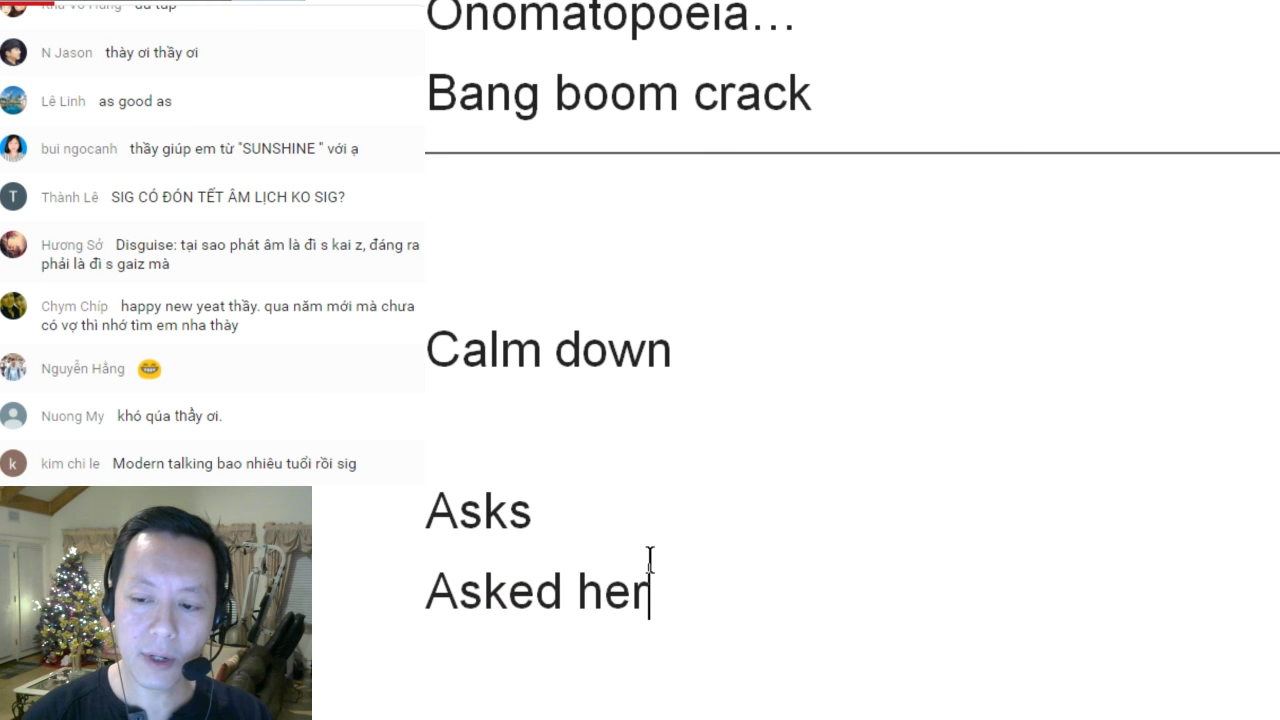 N Jason thày ơi thầy ơi
Lê Linh as good as
bui ngocanh thầy giúp em từ "SUNSHINE " với ạ
T Thành Lê SIG CÓ ĐÓN TẾT ÂM LỊCH KO SIG?
Hương Sở Disguise: tại sao phát âm là đì s kai z, đáng ra
phải là đì s gaiz mà
Chym Chíp happy new yeat thầy. qua năm mới mà chưa
có vợ thì nhớ tìm em nha thày
Nguyễn Hằng 😁
Nuong My khó qúa thầy ơi.
k kim chi le Modern talking bao nhiêu tuổi rồi sig
Onomatopoeia…
Bang boom crack
Calm down
Asks
Asked her